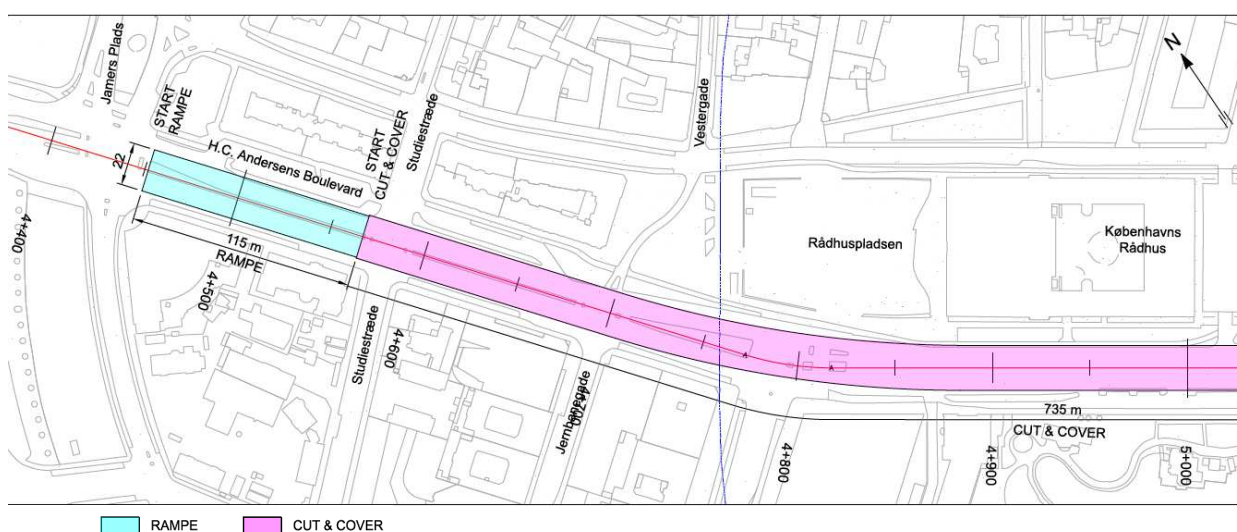 Jarmers Plads
START
RAMPE
H.C. Andersens Boulevard
START
CUT & COVER
Studiestræde
Vestergade
N
22
4+400
115 m
RAMPE
4+500
Studiestræde
4+600
Jernbanegade
4+700
Rådhuspladsen
Københavns
Rådhus
735 m
CUT & COVER
4+800
4+900
5+000
RAMPE
CUT & COVER